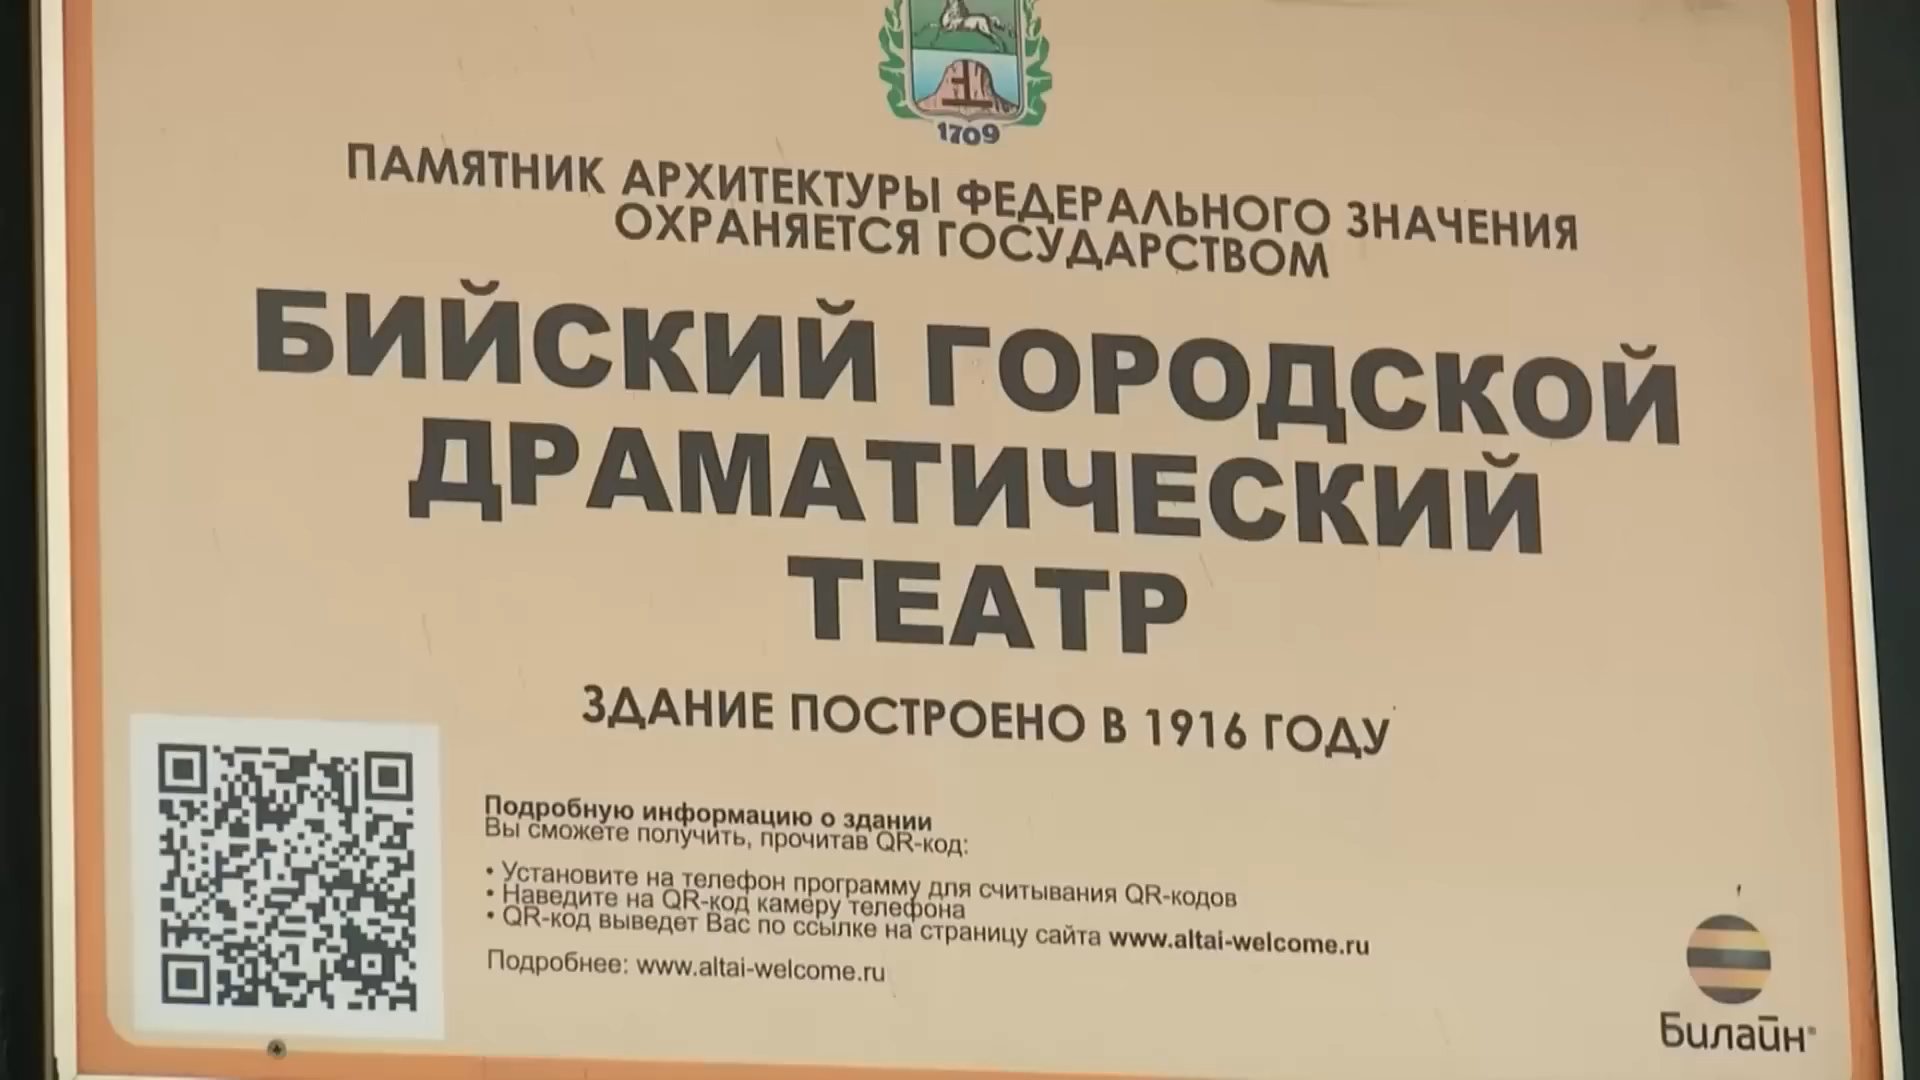 1709
ПАМЯТНИК АРХИТЕКТУРЫ ФЕДЕРАЛЬНОГО ЗНАЧЕНИЯ
ОХРАНЯЕТСЯ ГОСУДАРСТВОМ
БИЙСКИЙ ГОРОДСКОЙ
ДРАМАТИЧЕСКИЙ
ТЕАТР
ЗДАНИЕ ПОСТРОЕНО В 1916 ГОДУ
Подробную информацию о здании
Вы сможете получить, прочитав QR-код:
• Установите на телефон программу для считывания QR-кодов
• Наведите на QR-код камеру телефона
• QR-код выведет Вас по ссылке на страницу сайта www.altai-welcome.ru
Подробнее: www.altai-welcome.ru
Билайн®